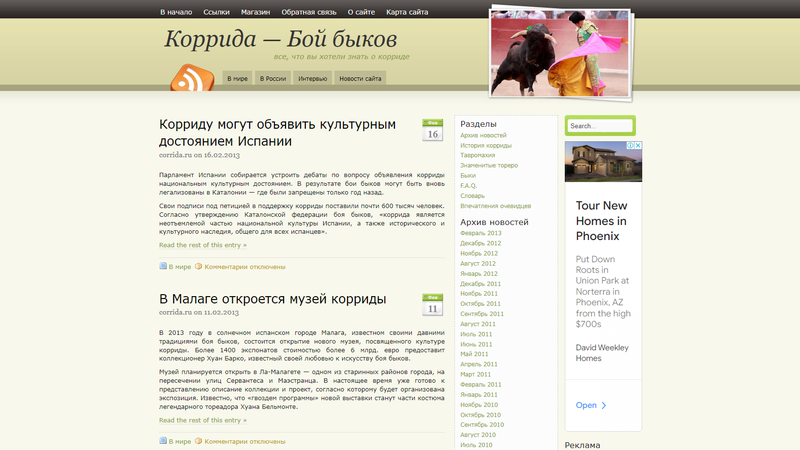 В начало Ссылки Магазин Обратная связь О сайте Карта сайта
Коррида — Бой быков
все, что вы хотели знать о корриде
В мире В России Интервью Новости сайта
Корриду могут объявить культурным
достоянием Испании
corrida.ru on 16.02.2013
16
Парламент Испании собирается устроить дебаты по вопросу объявления корриды
национальным культурным достоянием. В результате бои быков могут быть вновь
легализованы в Каталонии — где были запрещены только год назад.
Свои подписи под петицией в поддержку корриды поставили почти 600 тысяч человек.
Согласно утверждению Каталонской федерации боя быков, «коррида является
неотъемлемой частью национальной культуры Испании, а также исторического и
культурного наследия, общего для всех испанцев».
Read the rest of this entry »
В мире Комментарии отключены
В Малаге откроется музей корриды
corrida.ru on 11.02.2013
11
В 2013 году в солнечном испанском городе Малага, известном своими давними
традициями боя быков, состоится открытие нового музея, посвященного культуре
корриды. Более 1400 экспонатов стоимостью более 6 млрд. евро предоставит
коллекционер Хуан Барко, известный своей любовью к искусству боя быков.
Музей планируется открыть в Ла-Малагете — одном из старинных районов города, на
пересечении улиц Сервантеса и Маэстранса. В настоящее время уже готово к
представлению описание коллекции и проект, согласно которому будет организована
экспозиция. Известно, что «гвоздем программы» новой выставки станут части костюма
легендарного тореадора Хуана Бельмонте.
Read the rest of this entry »
В мире Комментарии отключены
Разделы
Архив новостей
История корриды
Тавромахия
Знаменитые тореро
Быки
F.A.Q.
Словарь
Впечатления очевидцев
Архив новостей
Февраль 2013
Декабрь 2012
Ноябрь 2012
Август 2012
Январь 2012
Декабрь 2011
Ноябрь 2011
Октябрь 2011
Сентябрь 2011
Август 2011
Июль 2011
Июнь 2011
Май 2011
Апрель 2011
Март 2011
Февраль 2011
Январь 2011
Ноябрь 2010
Октябрь 2010
Сентябрь 2010
Август 2010
Июль 2010
Search...
Tour New
Homes in
Phoenix
Put Down
Roots in
Union Park at
Norterra in
Phoenix, AZ
from the high
$700s
David Weekley
Homes
Open
Реклама